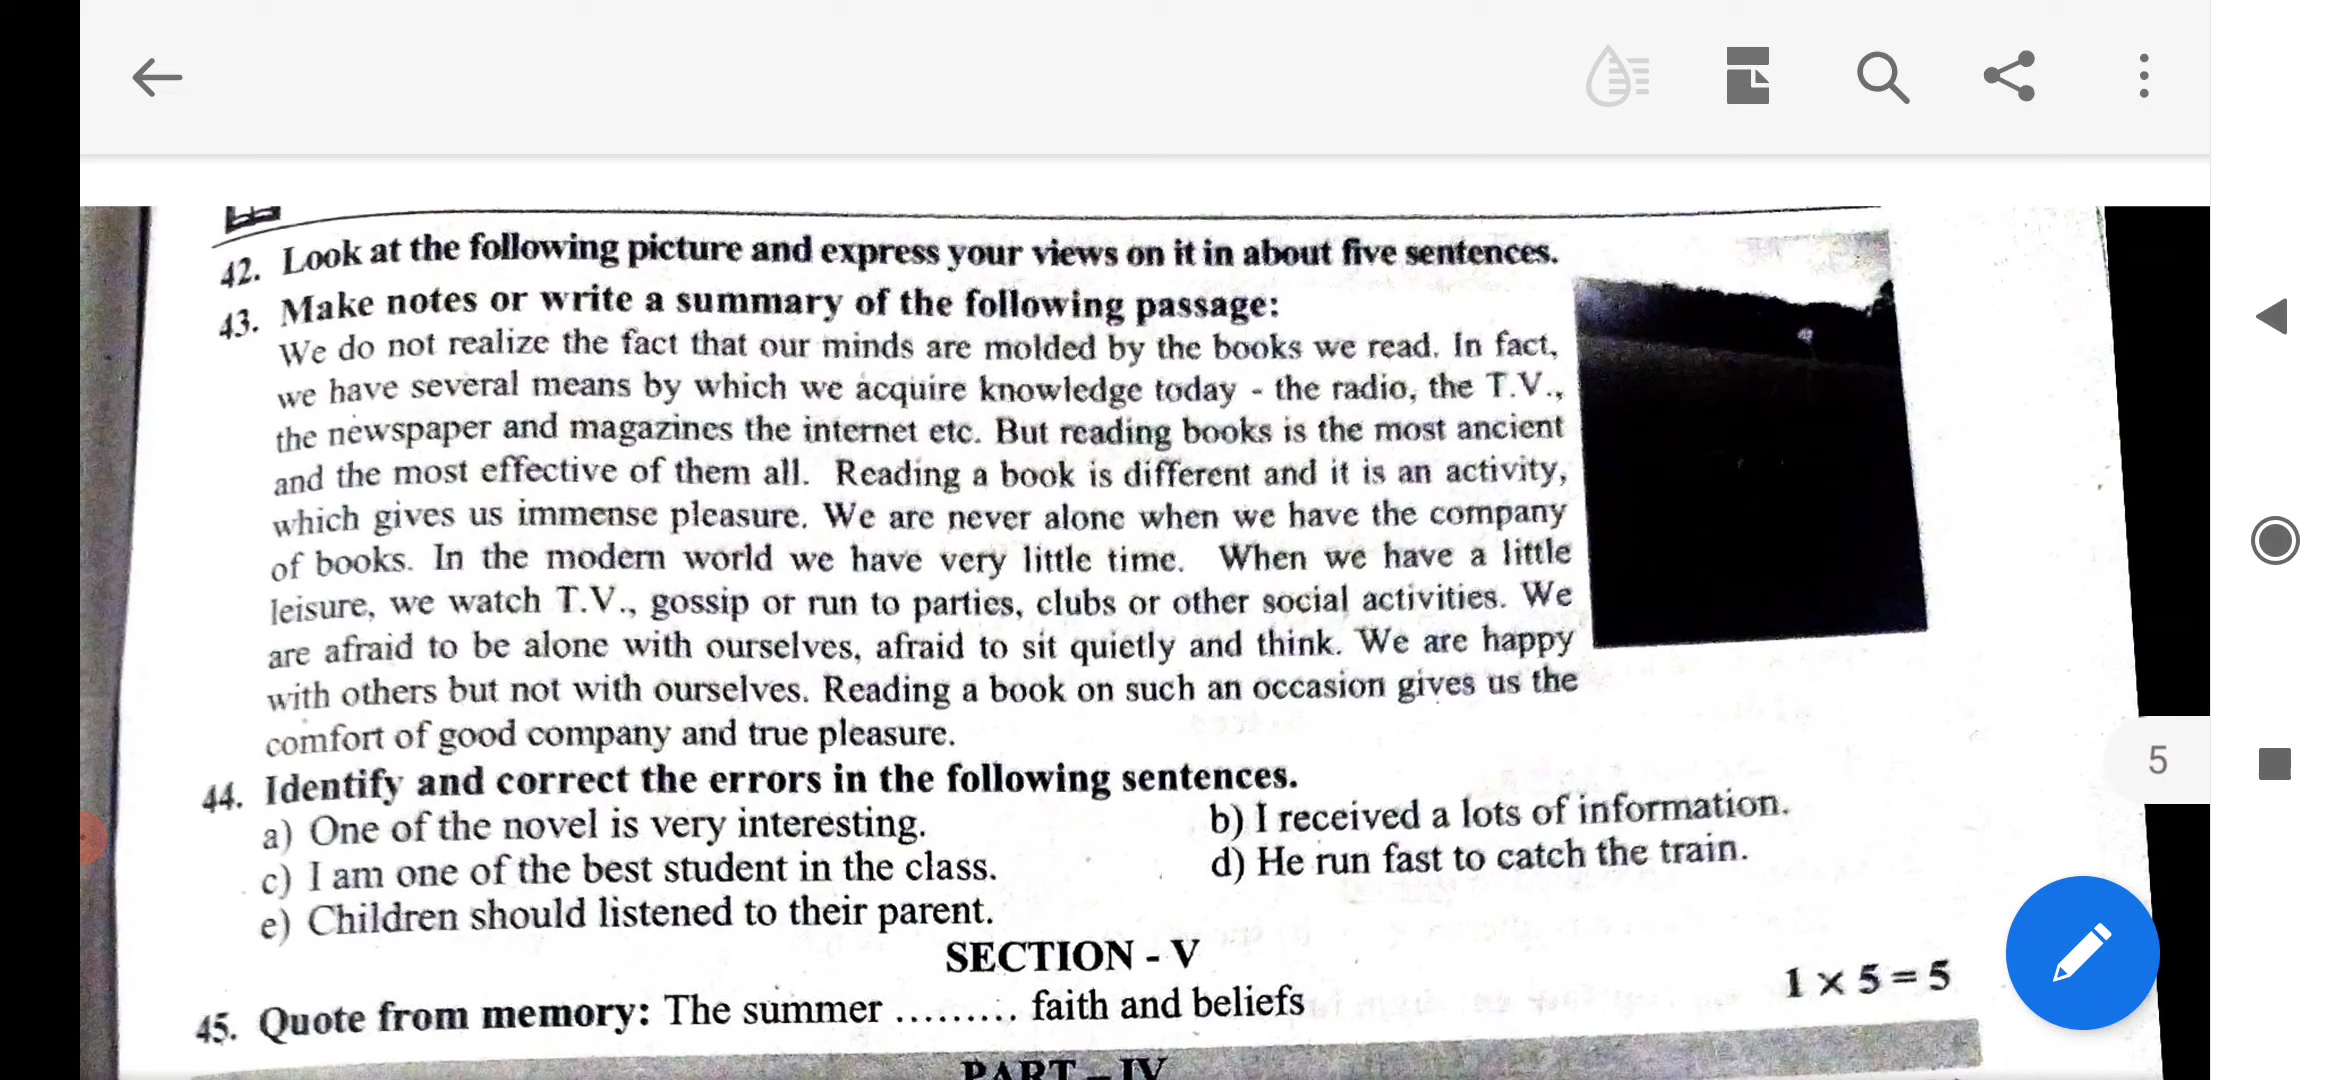 42. Look at the following picture and express your views on it in about five sentences.
43. Make notes or write a summary of the following passage:
We do not realize the fact that our minds are molded by the books we read. In fact,
we have several means by which we acquire knowledge today - the radio, the T.V.,
the newspaper and magazines the internet etc. But reading books is the most ancient
and the most effective of them all. Reading a book is different and it is an activity,
which gives us immense pleasure. We are never alone when we have the company
of books. In the modern world we have very little time. When we have a little
leisure, we watch T.V., gossip or run to parties, clubs or other social activities. We
are afraid to be alone with ourselves, afraid to sit quietly and think. We are happy
with others but not with ourselves. Reading a book on such an occasion gives us the
comfort of good company and true pleasure.
5
44. Identify and correct the errors in the following sentences.
a) One of the novel is very interesting. b) I received a lots of information.
c) I am one of the best student in the class. d) He run fast to catch the train.
e) Children should listened to their parent.
SECTION - V
1 × 5 = 5
45. Quote from memory: The summer ......... faith and beliefs
PART – IV